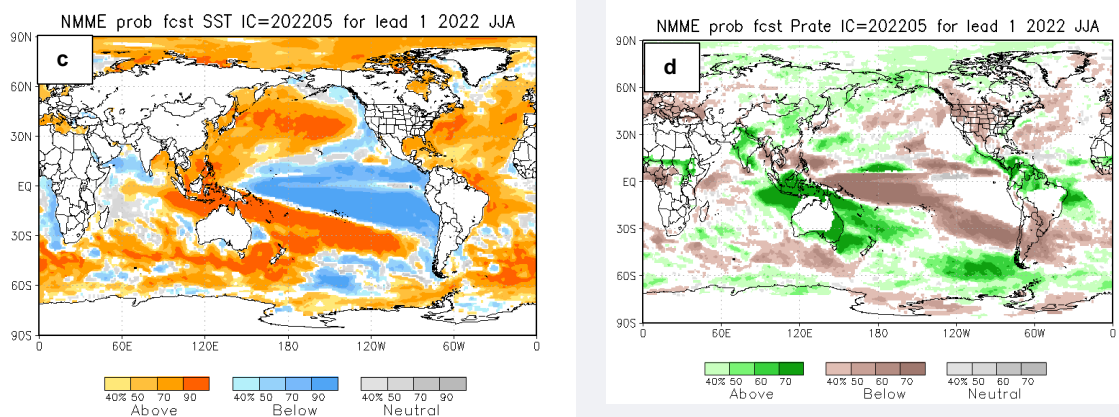 NMME prob fcst SST IC=202205 for lead 1 2022 JJA
c
90N
60N
30N
EQ
30S
60S
90S
0 60E 120E 180 120W 60W 0
40% 50 70 90 40% 50 70 90 40% 50 70 90
Above Below Neutral
NMME prob fcst Prate IC=202205 for lead 1 2022 JJA
d
90N
60N
30N
EQ
30S
60S
90S
0 60E 120E 180 120W 60W 0
40% 50 60 70 40% 50 60 70 40% 50 60 70
Above Below Neutral